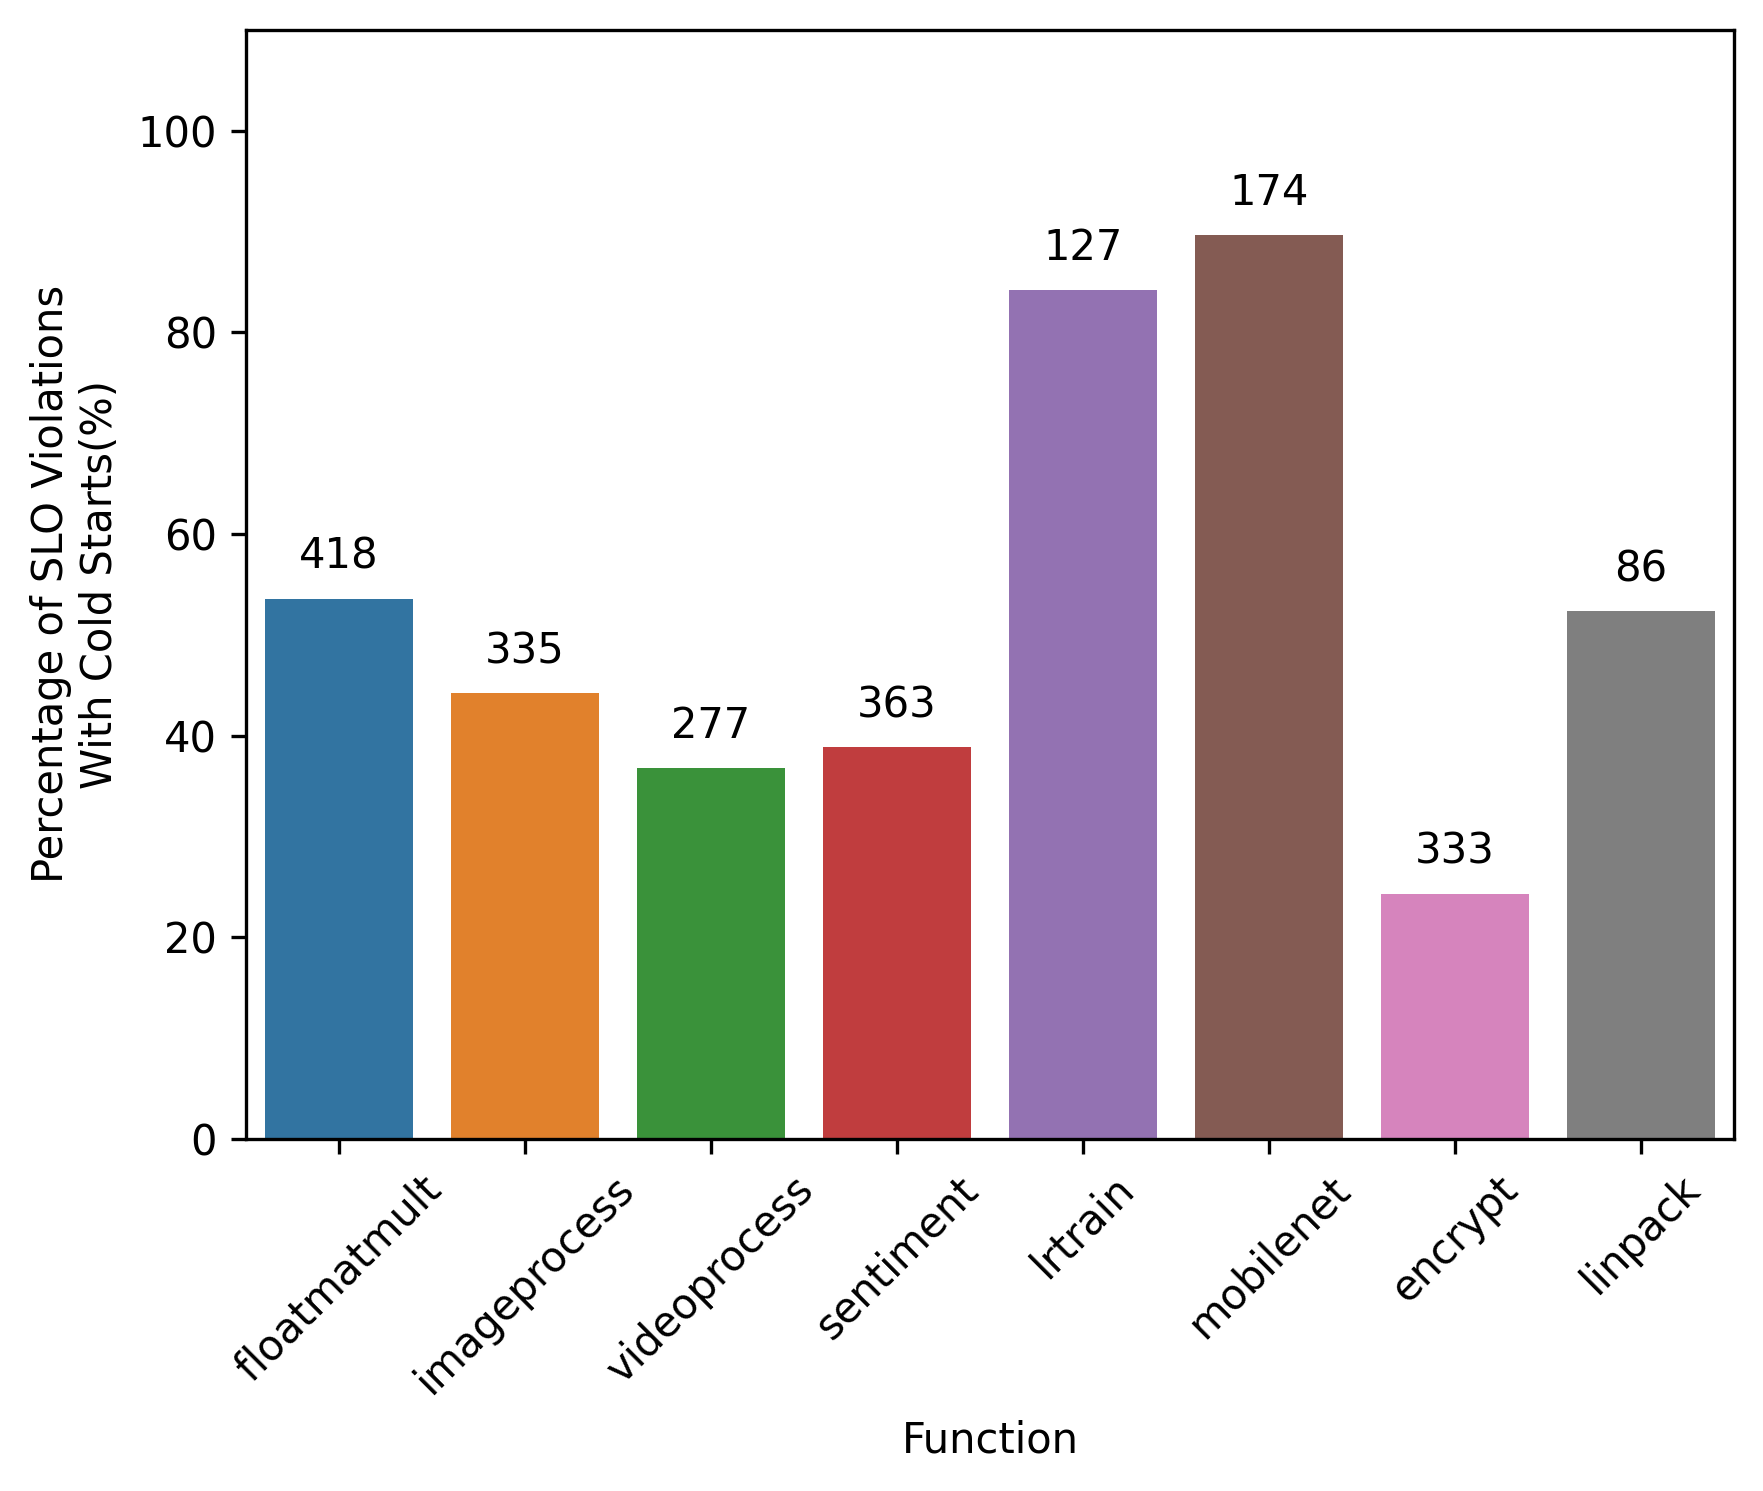 Percentage of SLO Violations
With Cold Starts(%)
100
80
60
40
20
0
418
335
277
363
127
174
333
86
floatmatmult
imageprocess
videoprocess
sentiment
lrtrain
mobilenet
encrypt
linpack
Function